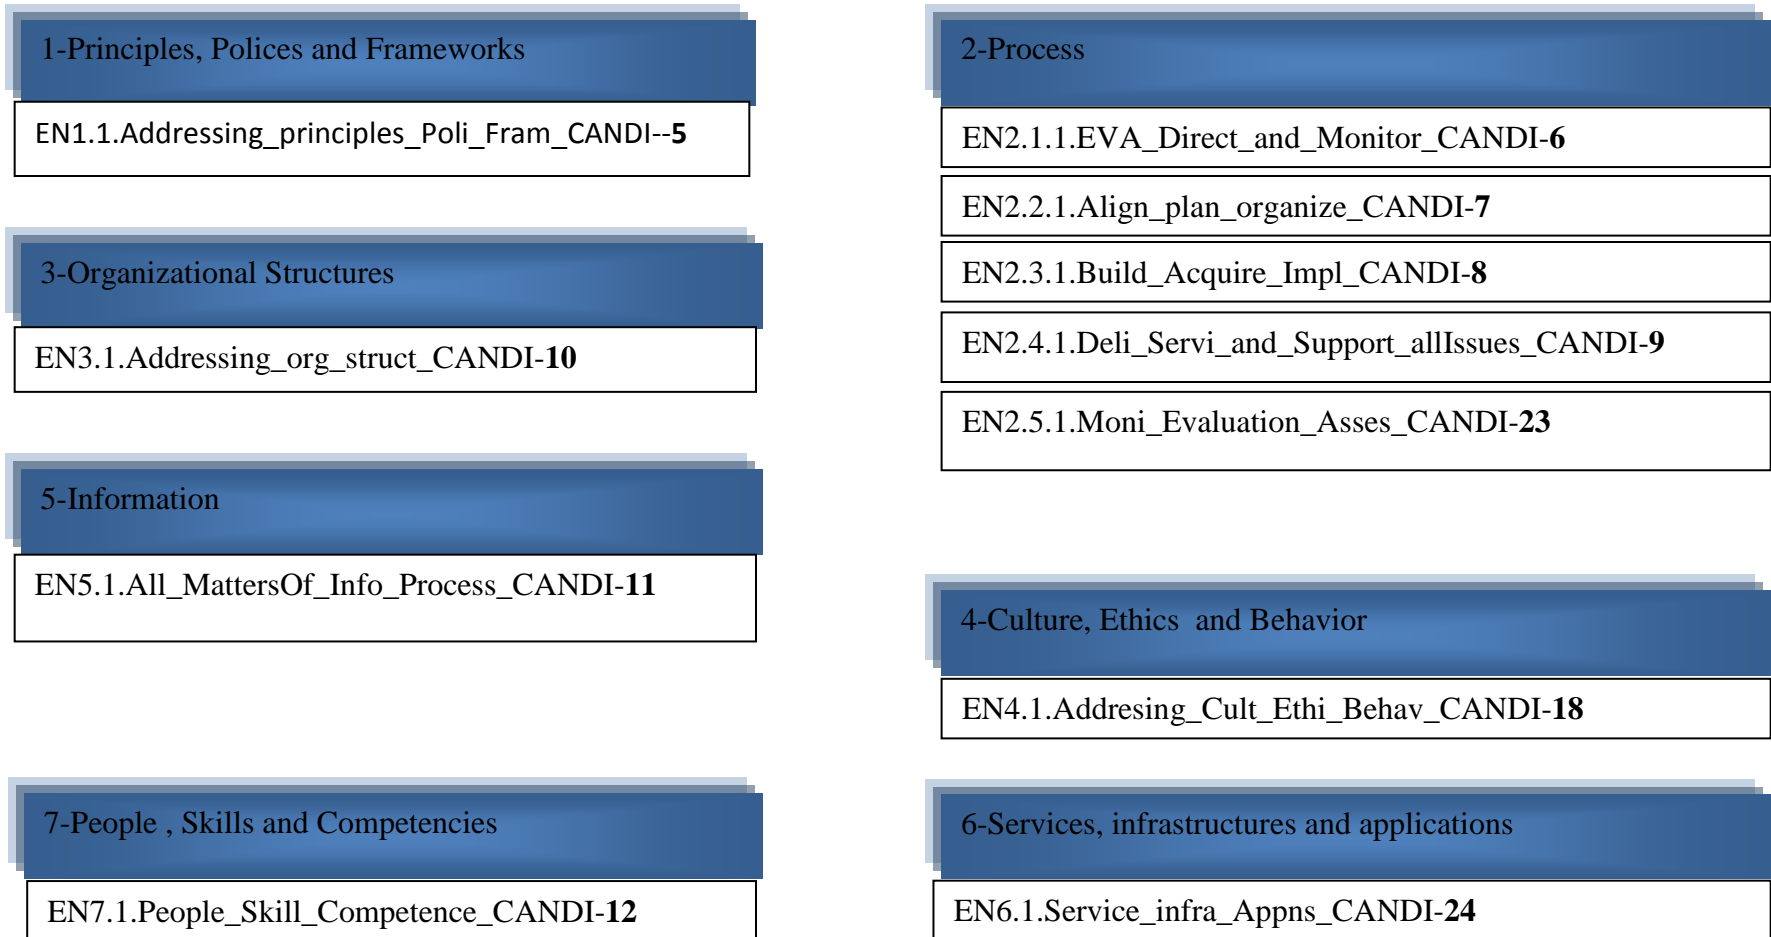 1-Principles, Polices and Frameworks
EN1.1.Addressing_principles_Poli_Fram_CANDI--5
2-Process
EN2.1.1.EVA_Direct_and_Monitor_CANDI-6
EN2.2.1.Align_plan_organize_CANDI-7
EN2.3.1.Build_Acquire_Impl_CANDI-8
EN2.4.1.Deli_Servi_and_Support_allIssues_CANDI-9
EN2.5.1.Moni_Evaluation_Asses_CANDI-23
3-Organizational Structures
EN3.1.Addressing_org_struct_CANDI-10
5-Information
EN5.1.All_MattersOf_Info_Process_CANDI-11
4-Culture, Ethics  and Behavior
EN4.1.Addresing_Cult_Ethi_Behav_CANDI-18
7-People , Skills and Competencies
EN7.1.People_Skill_Competence_CANDI-12
6-Services, infrastructures and applications
EN6.1.Service_infra_Appns_CANDI-24